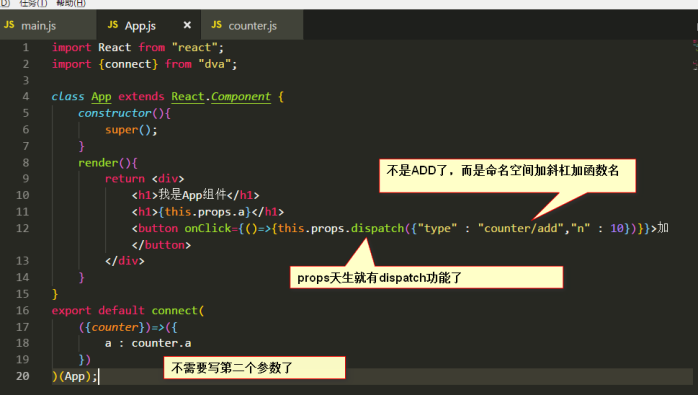 D) 任务(T) 帮助(H)
JS main.js JS App.js × JS counter.js
1 import React from "react";
2 import {connect} from "dva";
3
4 class App extends React.Component {
5 constructor(){
6 super();
7 }
8 render(){
9 return <div>
10 <h1>我是App组件</h1>
11 <h1>{this.props.a}</h1>
12 <button onClick={()=>{this.props.dispatch({"type" : "counter/add","n" : 10})}}>加
</button>
13 </div>
14 }
15 }
16 export default connect(
17 ({counter})=>({
18 a : counter.a
19 })
20 )(App);
不是ADD了，而是命名空间加斜杠加函数名
props天生就有dispatch功能了
不需要写第二个参数了